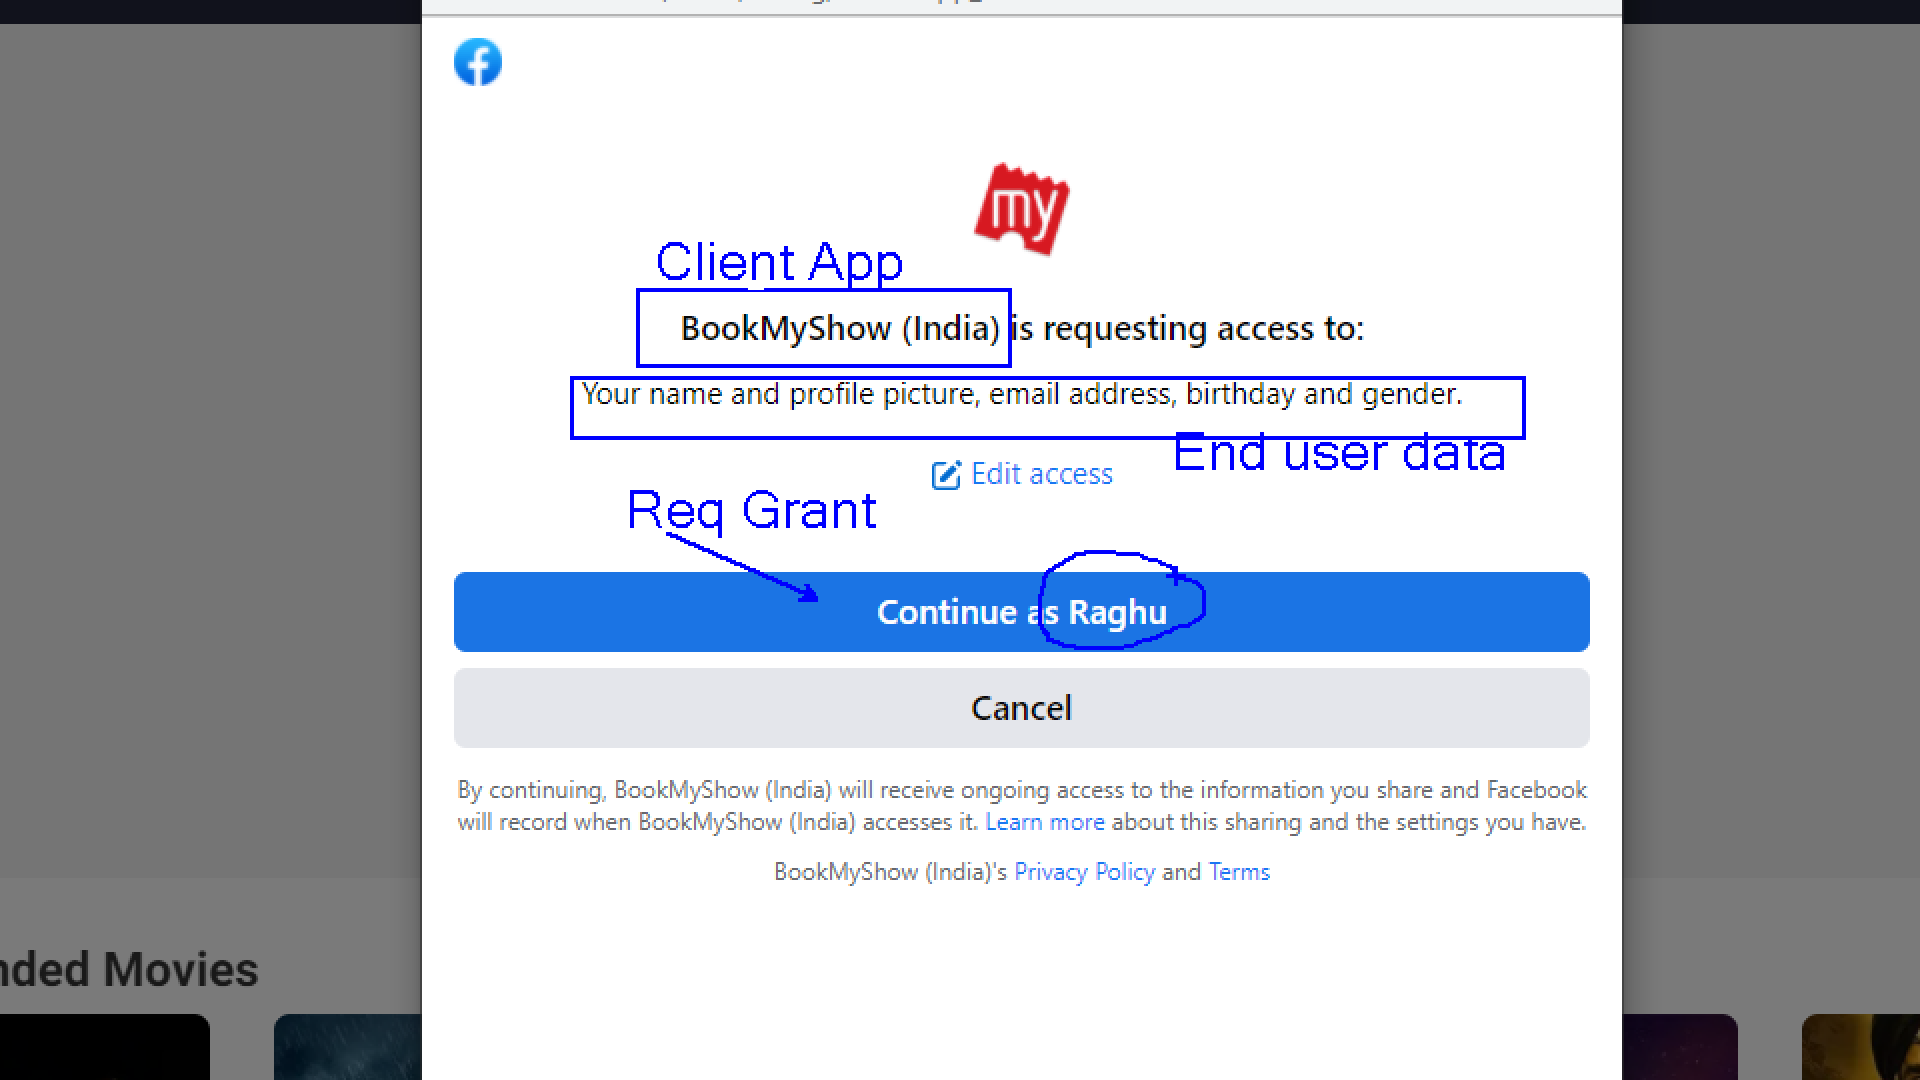 my
Client App
BookMyShow (India) is requesting access to:
Your name and profile picture, email address, birthday and gender.
End user data
Edit access
Req Grant
Continue as Raghu
Cancel
By continuing, BookMyShow (India) will receive ongoing access to the information you share and Facebook
will record when BookMyShow (India) accesses it. Learn more about this sharing and the settings you have.
BookMyShow (India)'s Privacy Policy and Terms
nded Movies